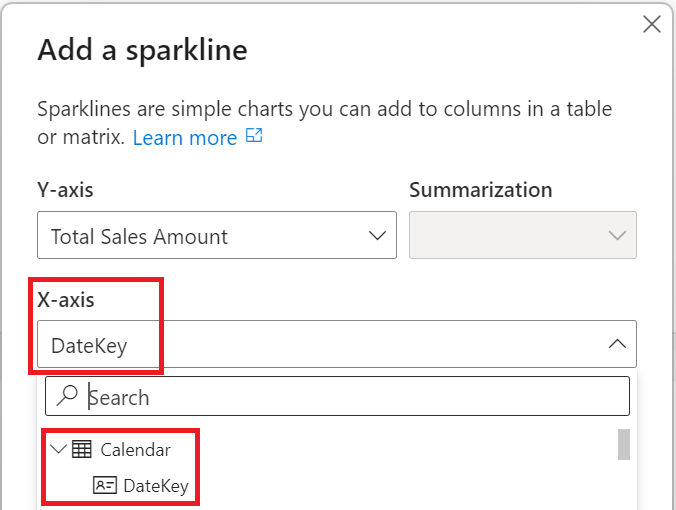 Add a sparkline
Sparklines are simple charts you can add to columns in a table
or matrix. Learn more
Y-axis Summarization
Total Sales Amount
X-axis
DateKey
Search
Calendar
DateKey